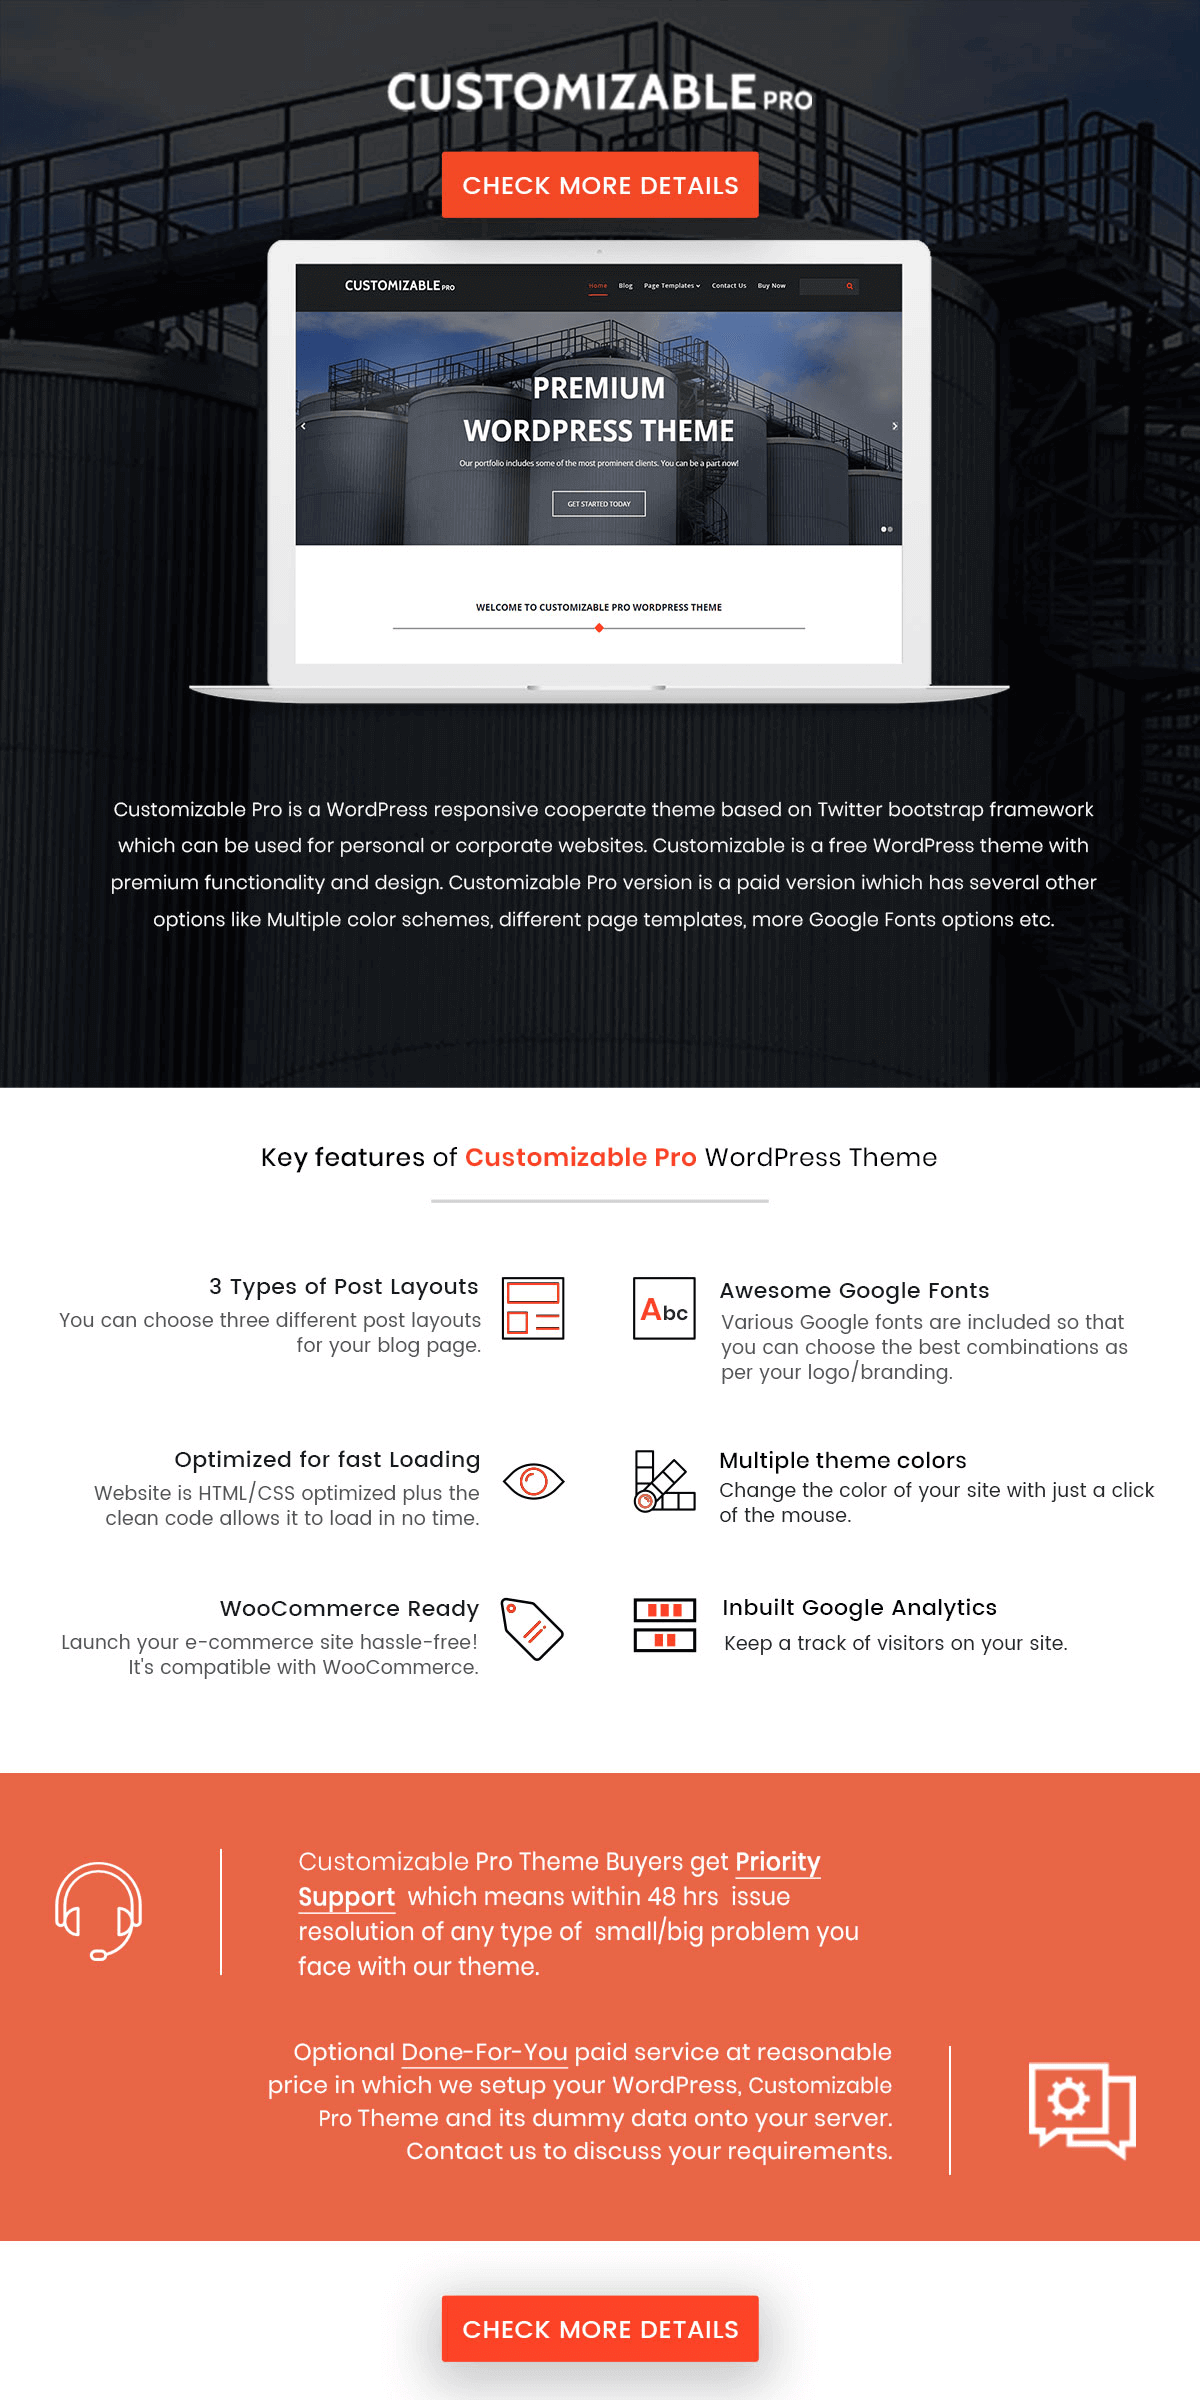 CUSTOMIZABLE PRO
CHECK MORE DETAILS
CUSTOMIZABLE PRO
Home Blog Page Templates Contact Us Buy Now
PREMIUM
WORDPRESS THEME
Our portfolio includes some of the most prominent clients. You can be a part now!
GET STARTED TODAY
WELCOME TO CUSTOMIZABLE PRO WORDPRESS THEME
Customizable Pro is a WordPress responsive cooperate theme based on Twitter bootstrap framework
which can be used for personal or corporate websites. Customizable is a free WordPress theme with
premium functionality and design. Customizable Pro version is a paid version iwhich has several other
options like Multiple color schemes, different page templates, more Google Fonts options etc.
Key features of Customizable Pro WordPress Theme
3 Types of Post Layouts
You can choose three different post layouts
for your blog page.
Abc
Awesome Google Fonts
Various Google fonts are included so that
you can choose the best combinations as
per your logo/branding.
Optimized for fast Loading
Website is HTML/CSS optimized plus the
clean code allows it to load in no time.
Multiple theme colors
Change the color of your site with just a click
of the mouse.
WooCommerce Ready
Launch your e-commerce site hassle-free!
It's compatible with WooCommerce.
Inbuilt Google Analytics
Keep a track of visitors on your site.
Customizable Pro Theme Buyers get Priority
Support which means within 48 hrs issue
resolution of any type of small/big problem you
face with our theme.
Optional Done-For-You paid service at reasonable
price in which we setup your WordPress, Customizable
Pro Theme and its dummy data onto your server.
Contact us to discuss your requirements.
CHECK MORE DETAILS